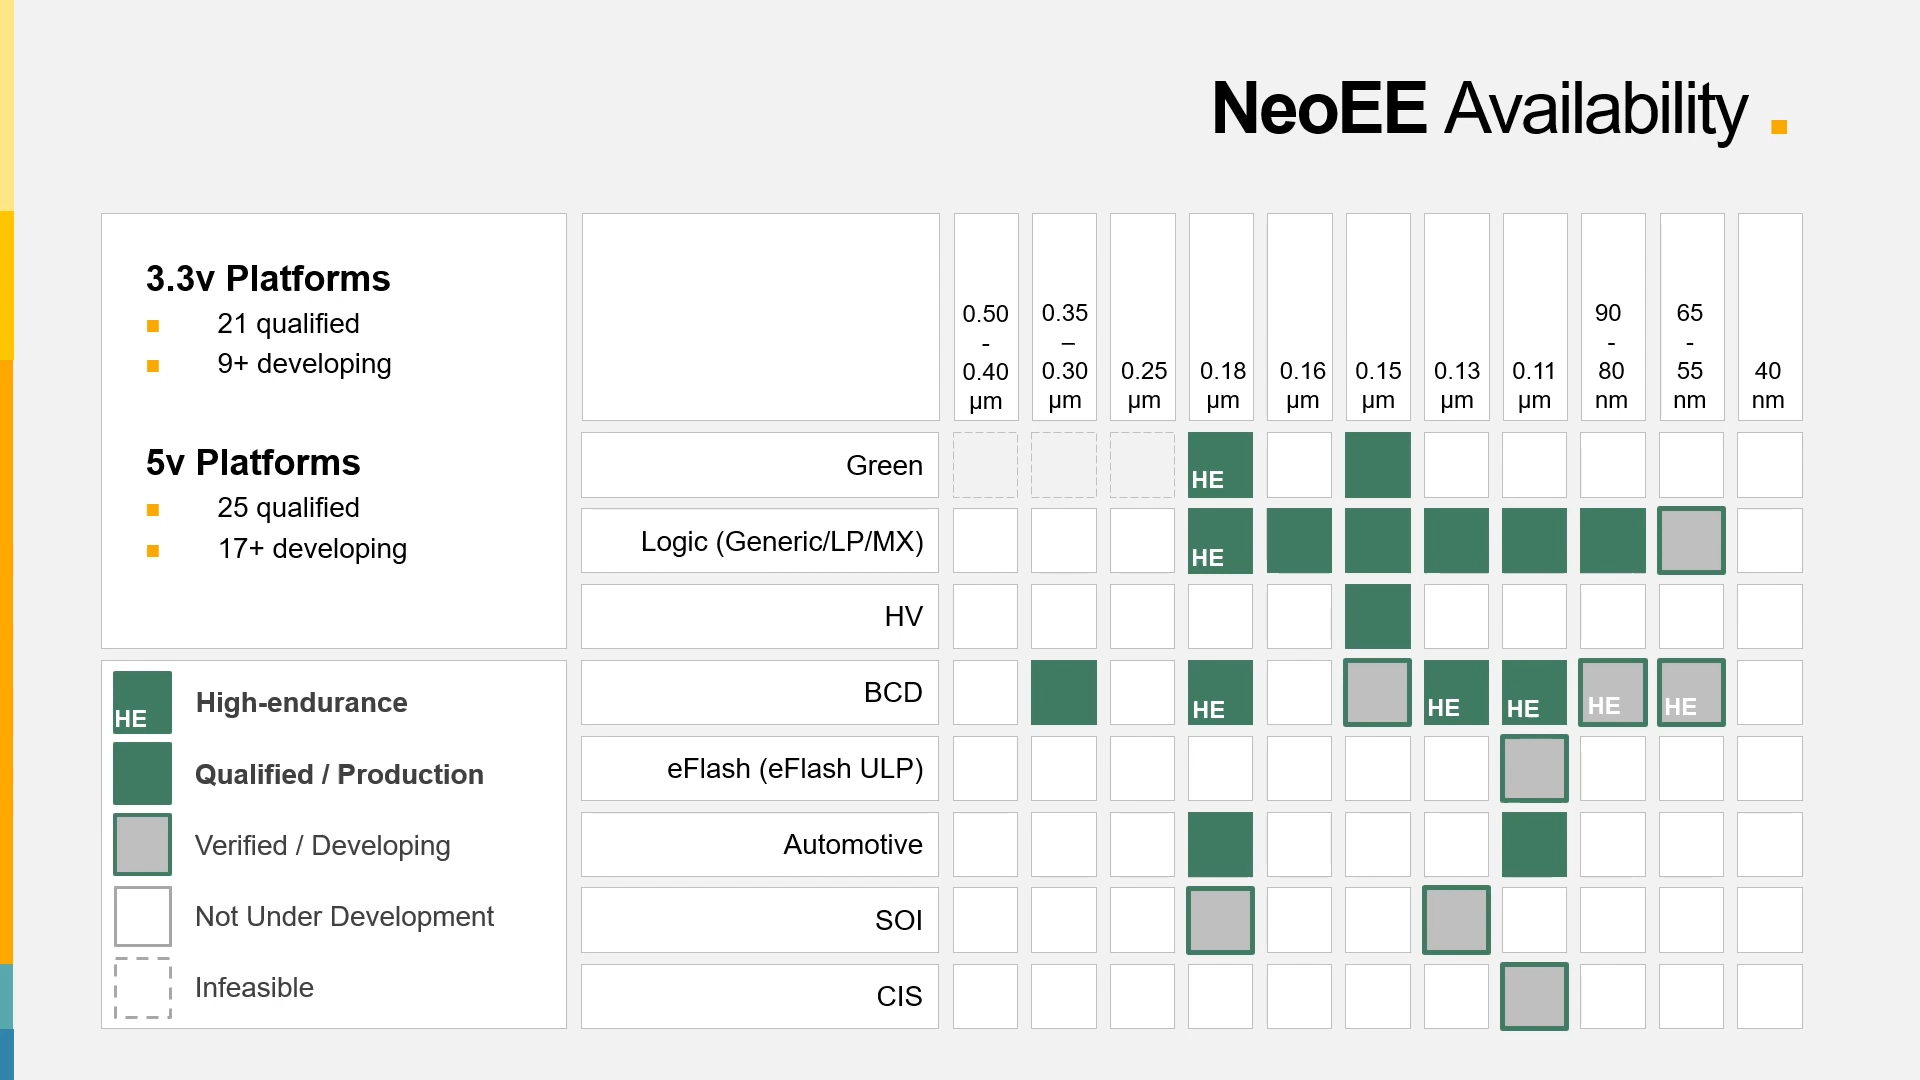 NeoEE Availability .
3.3v Platforms
■ 21 qualified
■ 9+ developing
5v Platforms
■ 25 qualified
■ 17+ developing
HE High-endurance
Qualified / Production
Verified / Developing
Not Under Development
Infeasible
0.50
-
0.40
µm
0.35
–
0.30
µm
0.25
µm
0.18
µm
0.16
µm
0.15
µm
0.13
µm
0.11
µm
90
-
80
nm
65
-
55
nm
40
nm
Green HE
Logic (Generic/LP/MX) HE
HV
BCD HE HE HE HE HE
eFlash (eFlash ULP)
Automotive
SOI
CIS